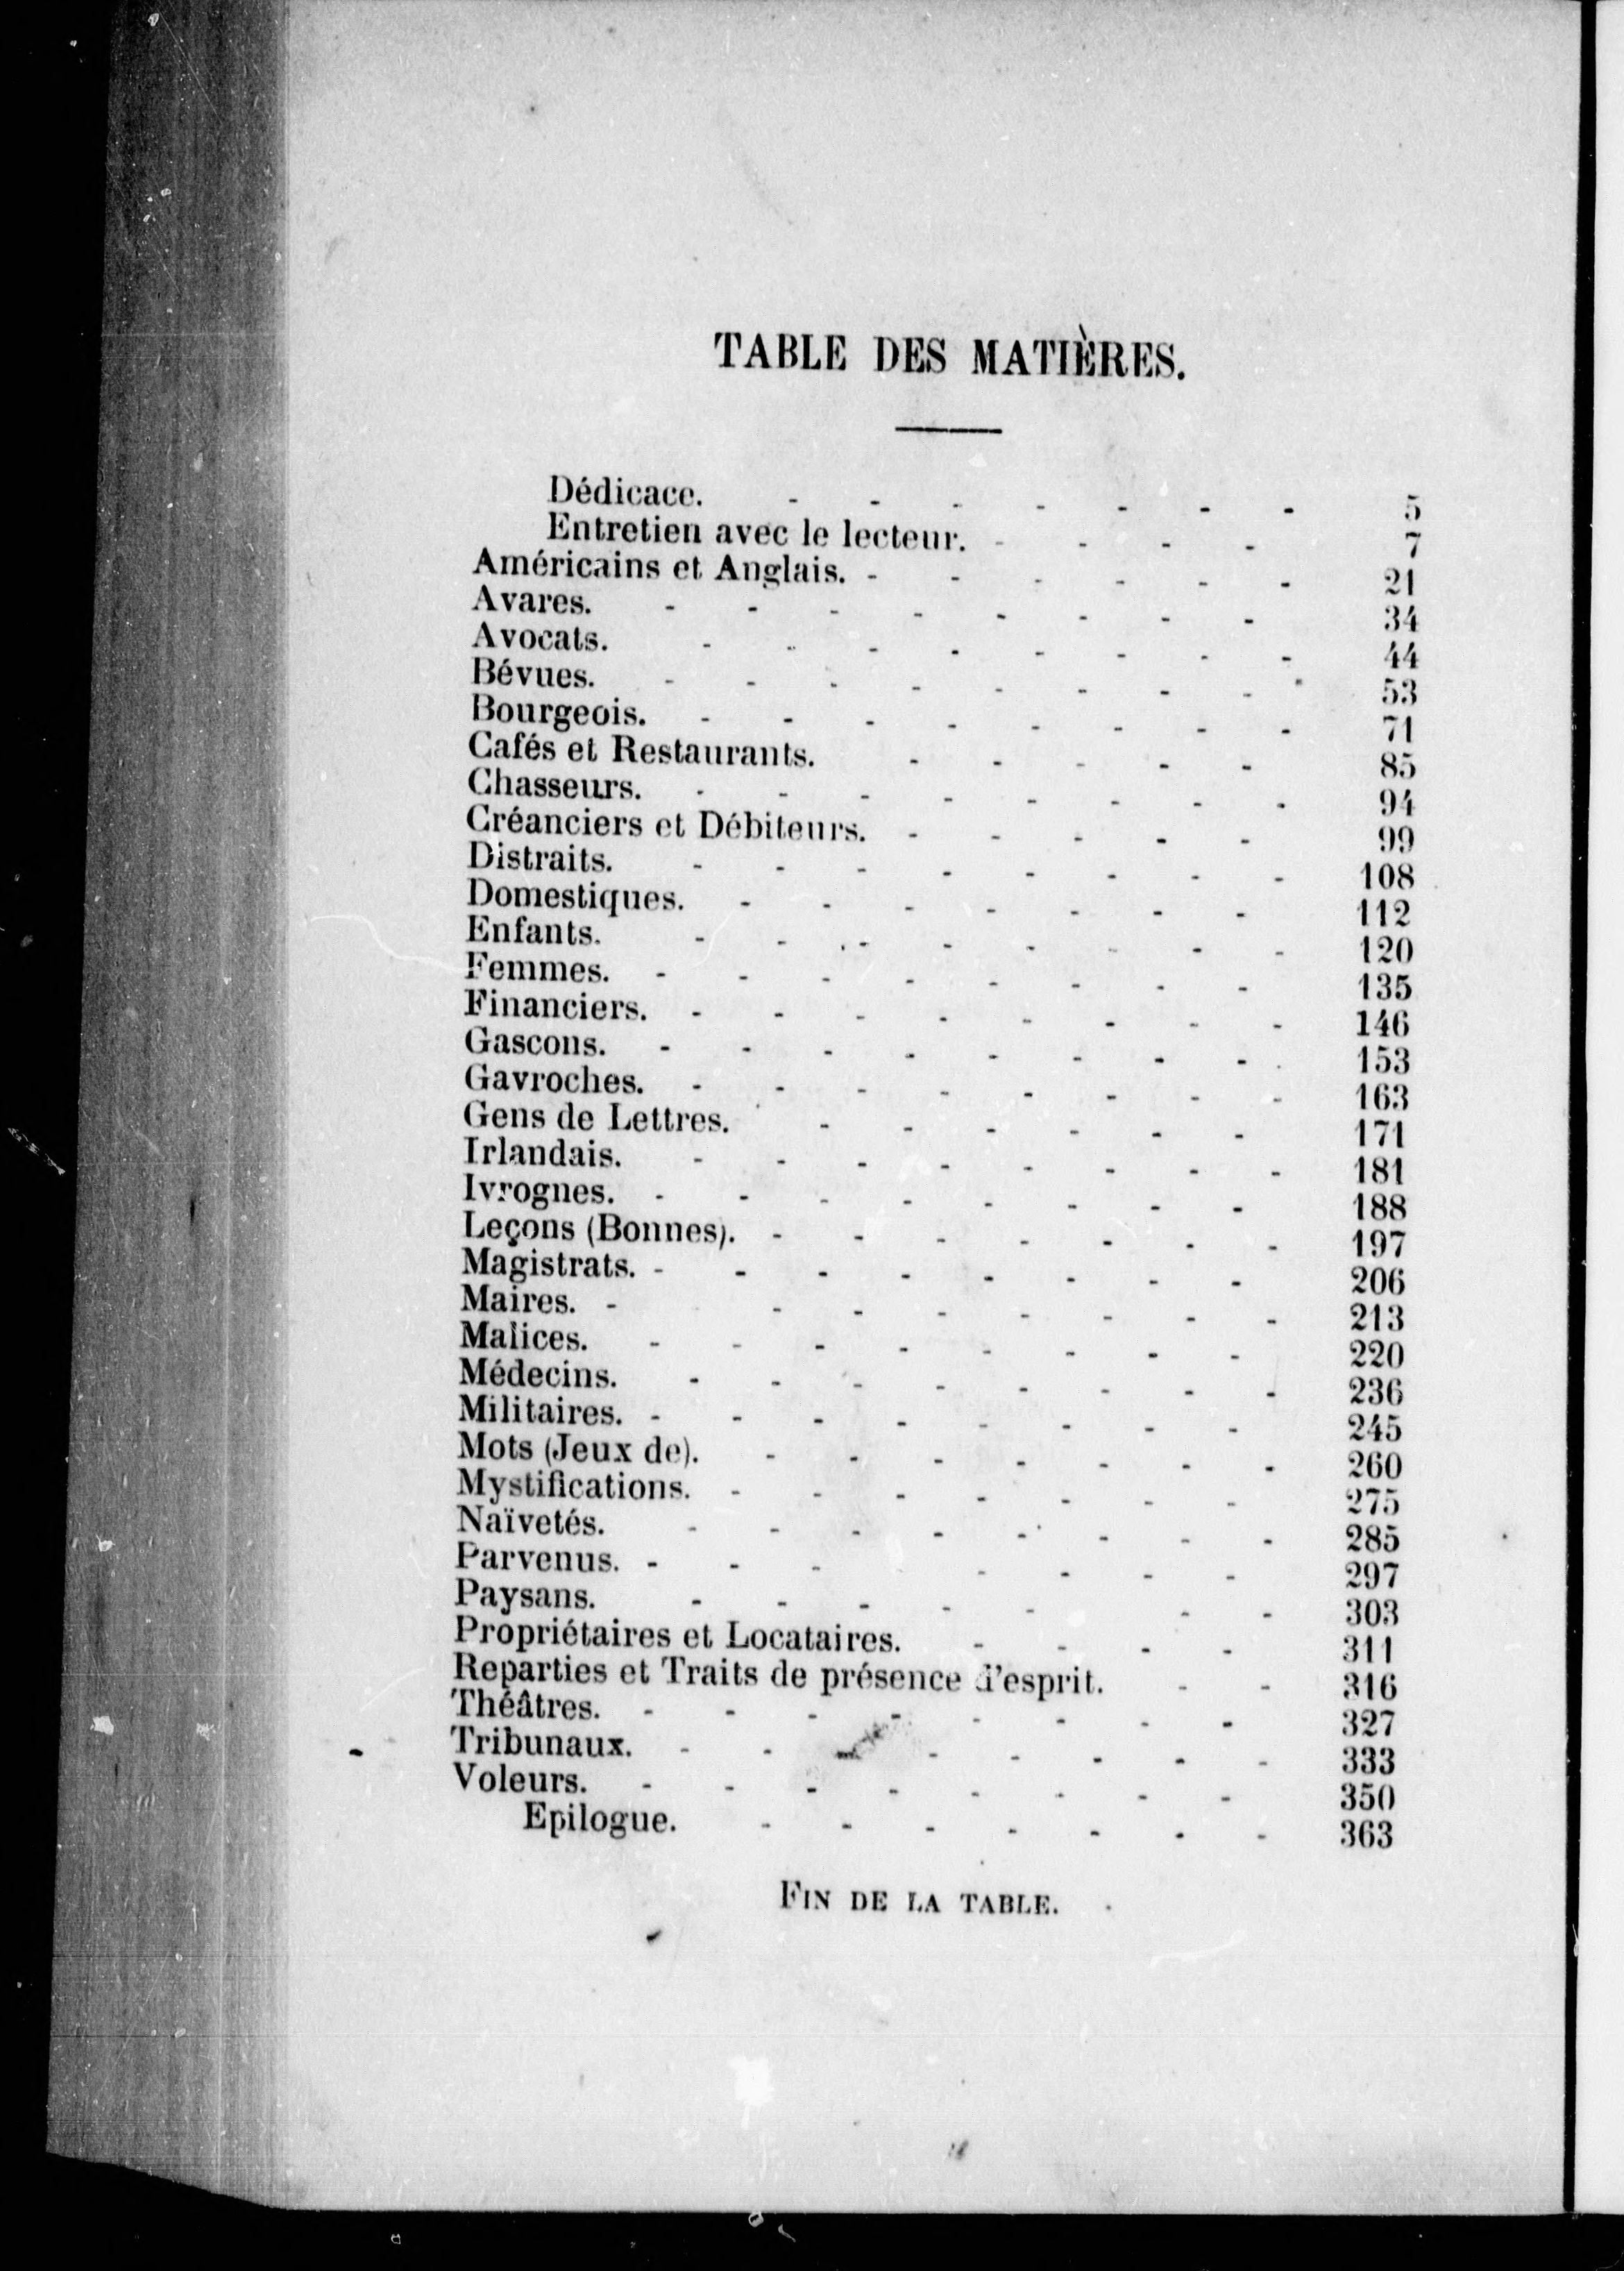 TABLE DES MATIÈRES.
Dédicace. - - - - - - - 5
Entretien avec le lecteur. - - - - 7
Américains et Anglais. - - - - - - 21
Avares. - - - - - - - - 34
Avocats. - - - - - - - - 44
Bévues. - - - - - - - - 53
Bourgeois. - - - - - - - - 71
Cafés et Restaurants. - - - - - 85
Chasseurs. - - - - - - - - 94
Créanciers et Débiteurs. - - - - - 99
Distraits. - - - - - - - - 108
Domestiques. - - - - - - - 112
Enfants. - - - - - - - - 120
Femmes. - - - - - - - - 135
Financiers. - - - - - - - - 146
Gascons. - - - - - - - - 153
Gavroches. - - - - - - - - 163
Gens de Lettres. - - - - - - 171
Irlandais. - - - - - - - - 181
Ivrognes. - - - - - - - - 188
Leçons (Bonnes). - - - - - - - 197
Magistrats. - - - - - - - - 206
Maires. - - - - - - - - 213
Malices. - - - - - - - - 220
Médecins. - - - - - - - - 236
Militaires. - - - - - - - - 245
Mots (Jeux de). - - - - - - - 260
Mystifications. - - - - - - - 275
Naïvetés. - - - - - - - - 285
Parvenus. - - - - - - - 297
Paysans. - - - - - - - 303
Propriétaires et Locataires. - - - - 311
Reparties et Traits de présence d'esprit. - - 316
Théâtres. - - - - - - - - 327
Tribunaux. - - - - - - - - 333
Voleurs. - - - - - - - - 350
Epilogue. - - - - - - - 363
FIN DE LA TABLE.